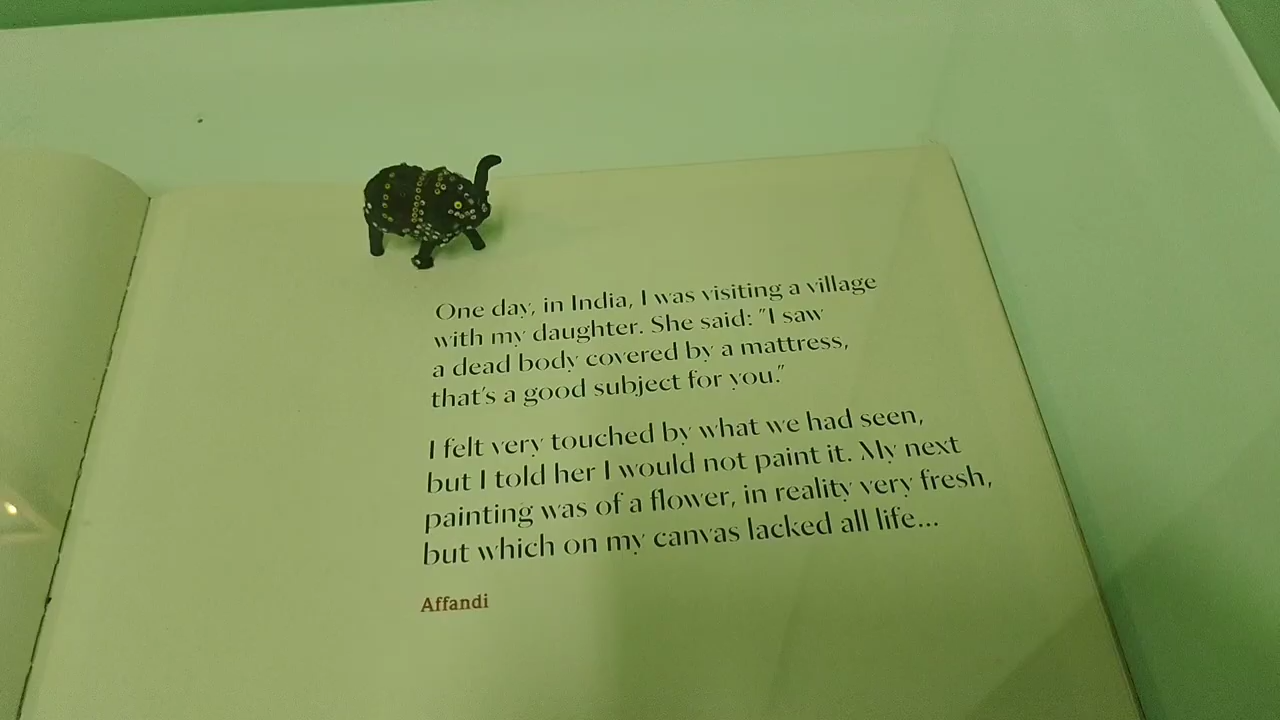 One day, in India, I was visiting a village
with my daughter. She said: "I saw
a dead body covered by a mattress,
that's a good subject for you."
I felt very touched by what we had seen,
but I told her I would not paint it. My next
painting was of a flower, in reality very fresh,
but which on my canvas lacked all life...
Affandi